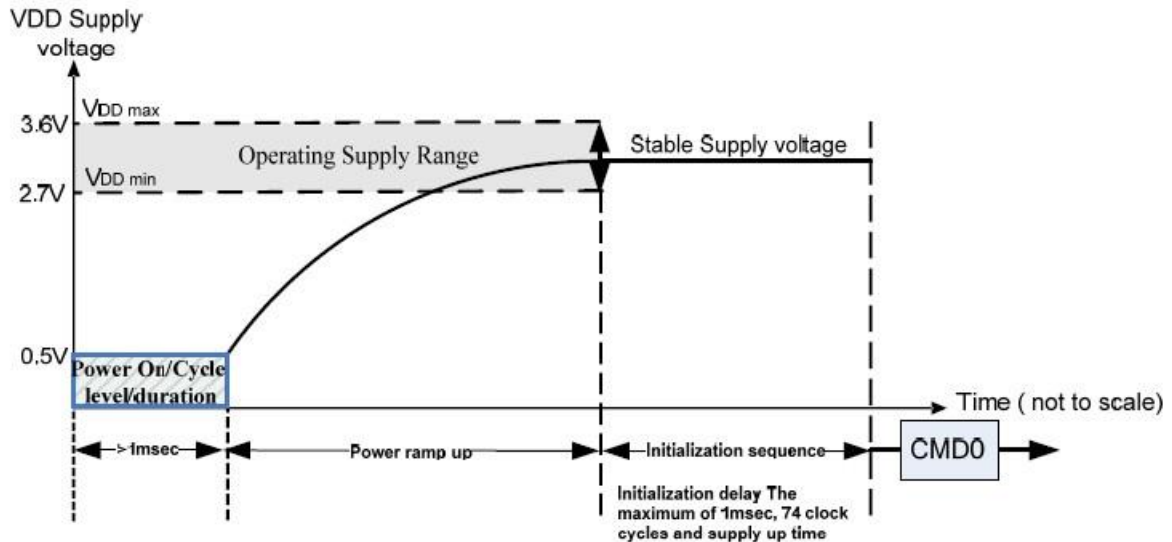 VDD Supply
voltage
VDD max
3.6V
Operating Supply Range
Stable Supply voltage
VDD min
2.7V
0.5V
Power On/Cycle
level/duration
Time ( not to scale)
>1msec
Power ramp up
Initialization sequence
CMD0
Initialization delay The
maximum of 1msec, 74 clock
cycles and supply up time